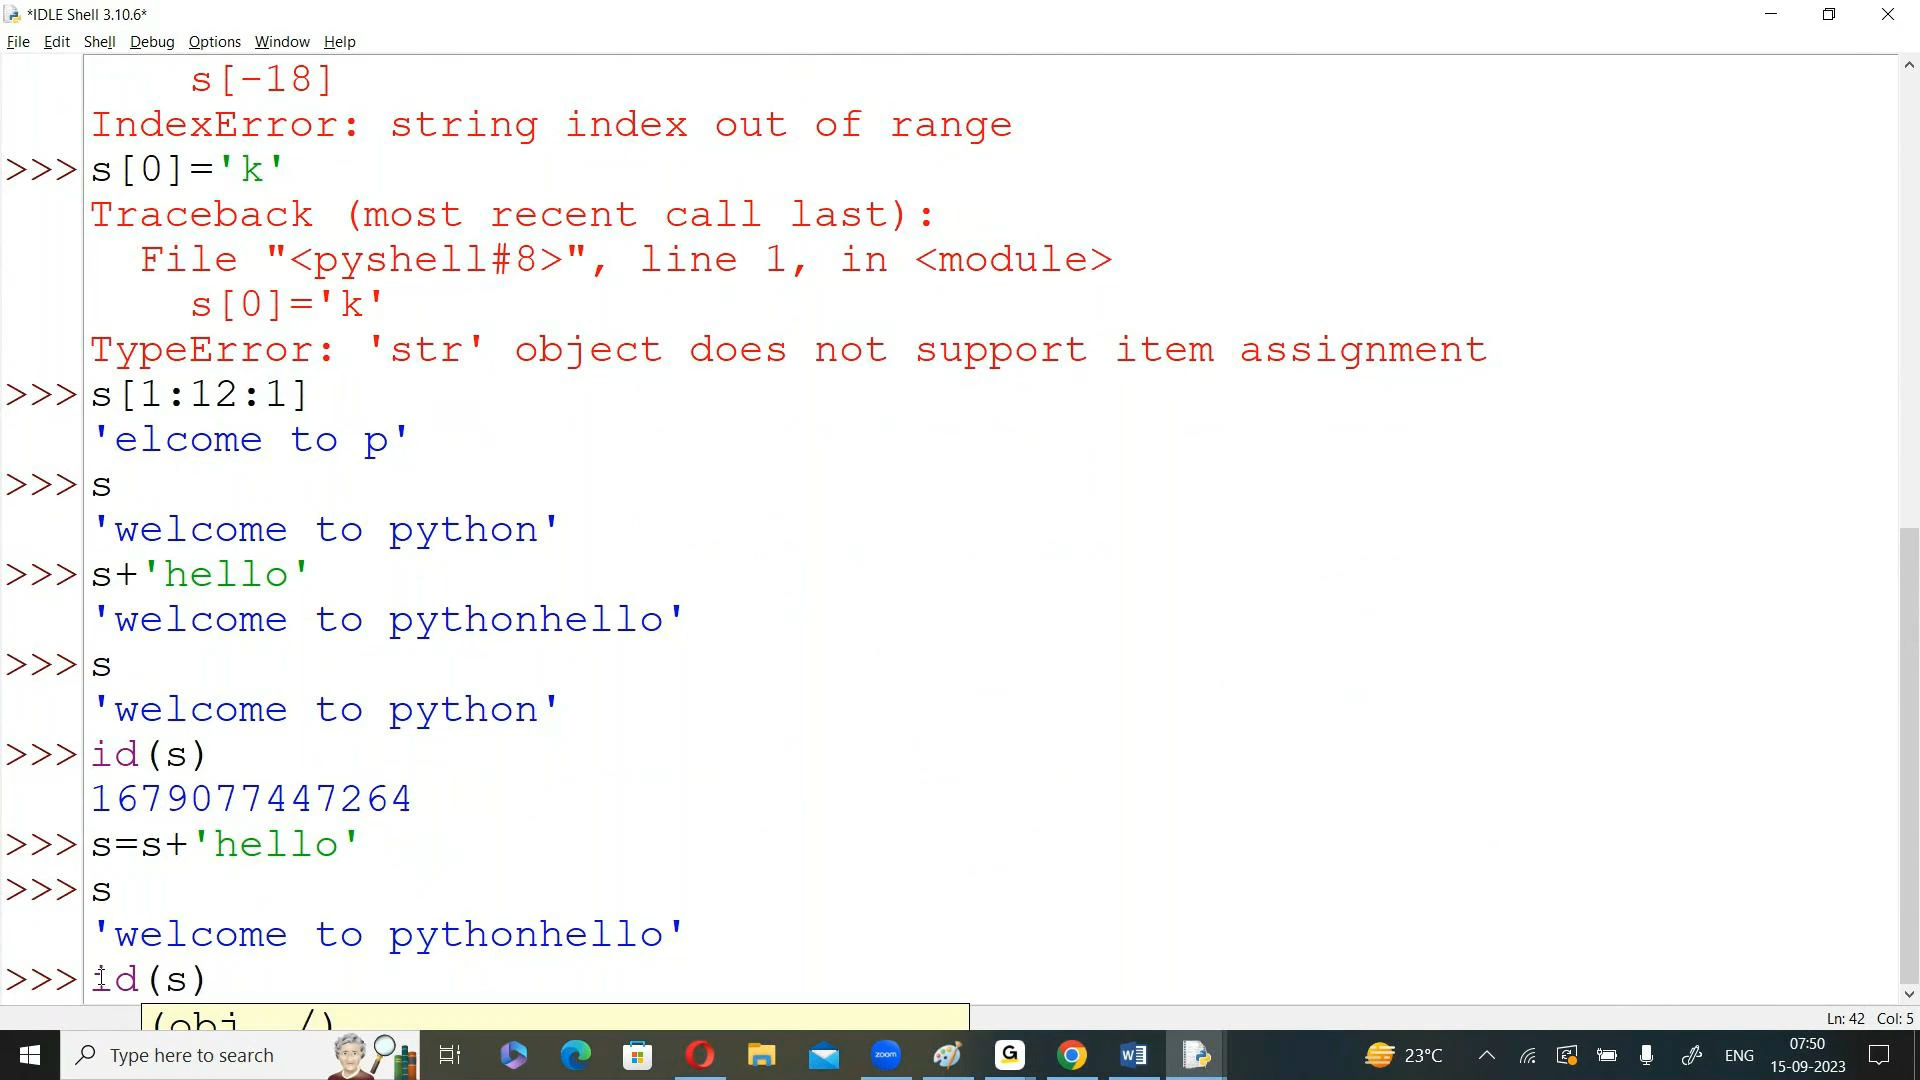 *IDLE Shell 3.10.6*
File Edit Shell Debug Options Window Help
s[-18]
IndexError: string index out of range
>>> s[0]='k'
Traceback (most recent call last):
File "<pyshell#8>", line 1, in <module>
s[0]='k'
TypeError: 'str' object does not support item assignment
>>> s[1:12:1]
'elcome to p'
>>> s
'welcome to python'
>>> s+'hello'
'welcome to pythonhello'
>>> s
'welcome to python'
>>> id(s)
1679077447264
>>> s=s+'hello'
>>> s
'welcome to pythonhello'
>>> id(s)
(obj, /)
Ln: 42 Col: 5
Type here to search
zoom
G
W
23°C
ENG
07:50
15-09-2023